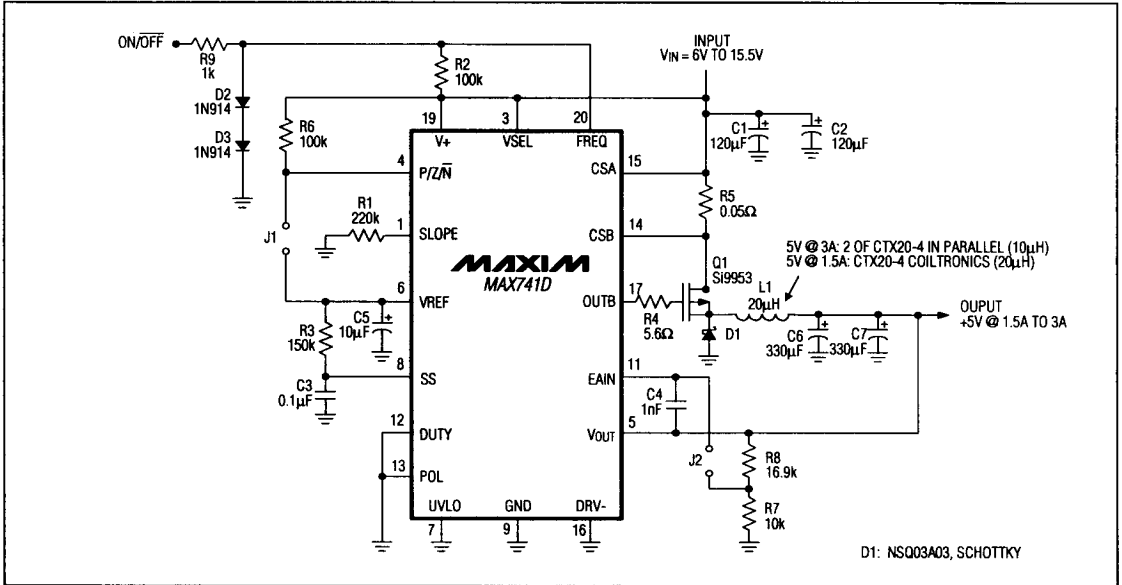 ON/OFF
R9
1k
D2
1N914
D3
1N914
R2
100k
INPUT
VIN = 6V TO 15.5V
C1
120µF
C2
120µF
R6
100k
19
V+
3
VSEL
20
FREQ
4
P/Z/N
CSA
15
R5
0.05Ω
R1
220k
1
SLOPE
CSB
14
J1
MAXIM
MAX741D
Q1
Si9953
5V @ 3A: 2 OF CTX20-4 IN PARALLEL (10µH)
5V @ 1.5A: CTX20-4 COILTRONICS (20µH)
6
VREF
OUTB
17
R4
5.6Ω
D1
L1
20µH
OUPUT
+5V @ 1.5A TO 3A
C6
330µF
C7
330µF
R3
150k
C5
10µF
8
SS
EAIN
11
C3
0.1µF
C4
1nF
12
DUTY
VOUT
5
J2
R8
16.9k
13
POL
R7
10k
UVLO
7
GND
9
DRV-
16
D1: NSQ03A03, SCHOTTKY